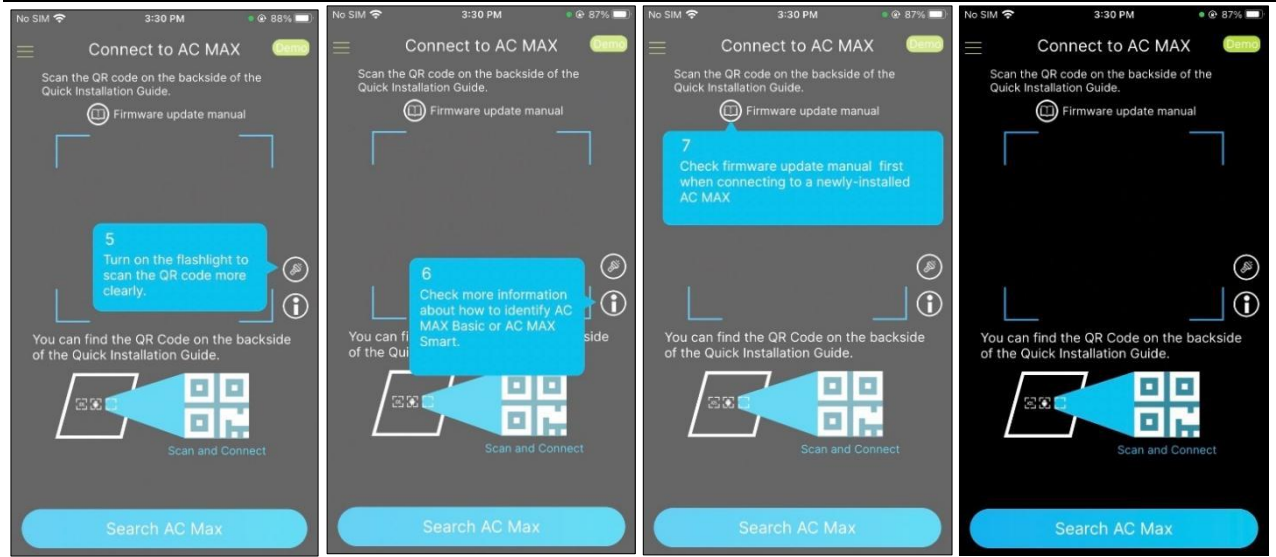 No SIM 3:30 PM 88%
Connect to AC MAX Demo
Scan the QR code on the backside of the
Quick Installation Guide.
Firmware update manual
5
Turn on the flashlight to
scan the QR code more
clearly.
You can find the QR Code on the backside
of the Quick Installation Guide.
Scan and Connect
Search AC Max
No SIM 3:30 PM 87%
Connect to AC MAX Demo
Scan the QR code on the backside of the
Quick Installation Guide.
Firmware update manual
6
Check more information
about how to identify AC
MAX Basic or AC MAX
Smart.
You can fi side
of the Qui
Scan and Connect
Search AC Max
No SIM 3:30 PM 87%
Connect to AC MAX Demo
Scan the QR code on the backside of the
Quick Installation Guide.
Firmware update manual
7
Check firmware update manual first
when connecting to a newly-installed
AC MAX
You can find the QR Code on the backside
of the Quick Installation Guide.
Scan and Connect
Search AC Max
No SIM 3:30 PM 87%
Connect to AC MAX Demo
Scan the QR code on the backside of the
Quick Installation Guide.
Firmware update manual
You can find the QR Code on the backside
of the Quick Installation Guide.
Scan and Connect
Search AC Max